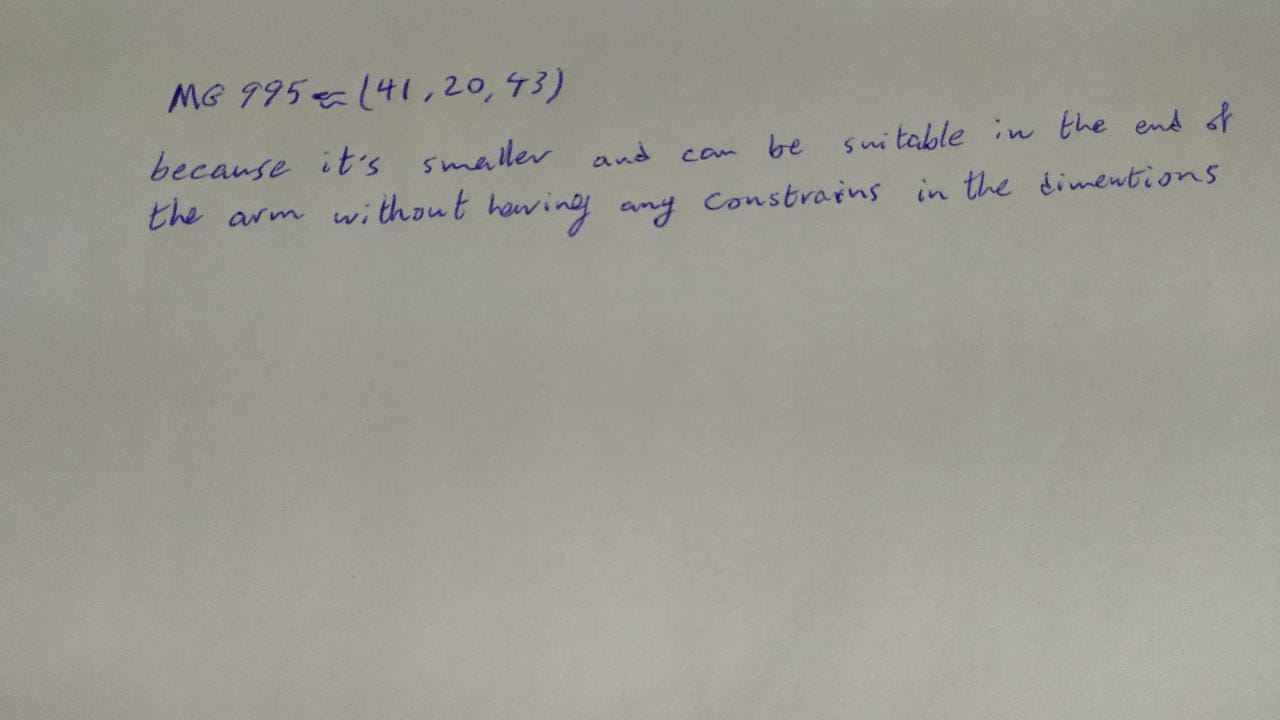 MG 995 ≈ (41, 20, 43)
because it's smaller and can be suitable in the end of
the arm without having any constrains in the dimentions